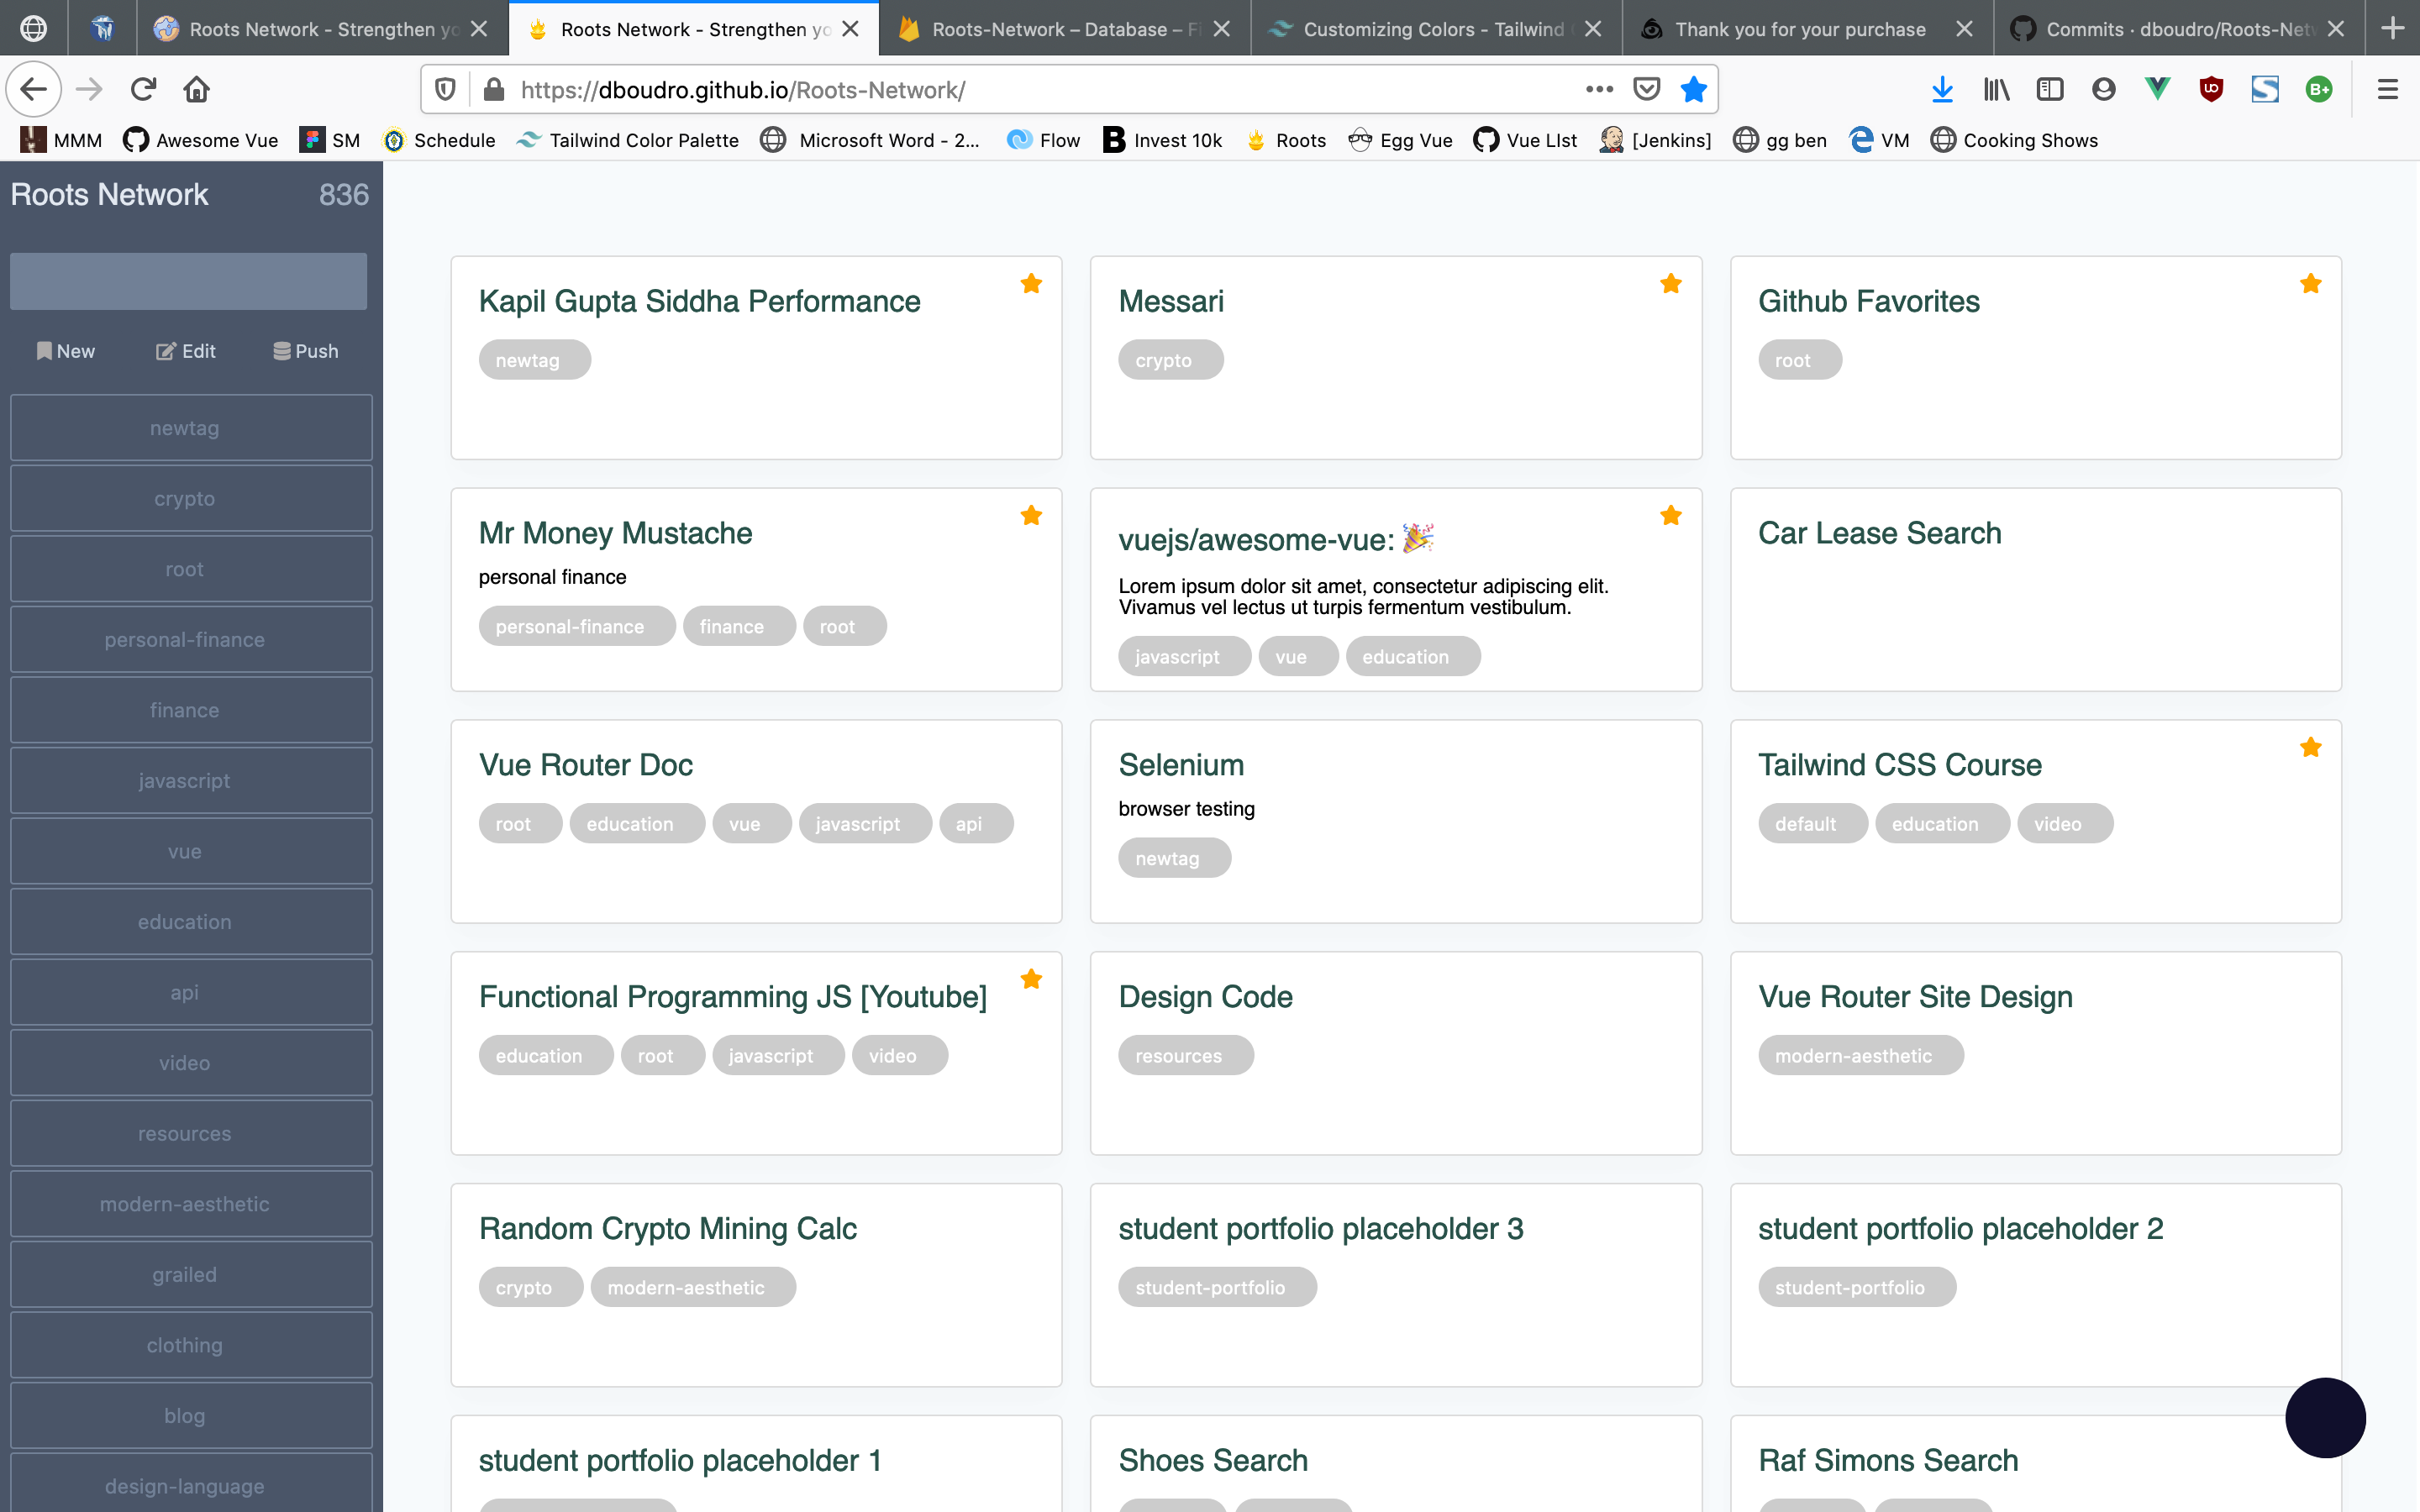 Roots Network - Strengthen yo
Roots Network - Strengthen yo
Roots-Network – Database – Fi
Customizing Colors - Tailwind
Thank you for your purchase
Commits · dboudro/Roots-Netw
https://dboudro.github.io/Roots-Network/
MMM
Awesome Vue
SM
Schedule
Tailwind Color Palette
Microsoft Word - 2...
Flow
Invest 10k
Roots
Egg Vue
Vue LIst
[Jenkins]
gg ben
VM
Cooking Shows
Roots Network 836
New Edit Push
newtag
crypto
root
personal-finance
finance
javascript
vue
education
api
video
resources
modern-aesthetic
grailed
clothing
blog
design-language
Kapil Gupta Siddha Performance
newtag
Messari
crypto
Github Favorites
root
Mr Money Mustache
personal finance
personal-finance finance root
vuejs/awesome-vue: 🎉
Lorem ipsum dolor sit amet, consectetur adipiscing elit.
Vivamus vel lectus ut turpis fermentum vestibulum.
javascript vue education
Car Lease Search
Vue Router Doc
root education vue javascript api
Selenium
browser testing
newtag
Tailwind CSS Course
default education video
Functional Programming JS [Youtube]
education root javascript video
Design Code
resources
Vue Router Site Design
modern-aesthetic
Random Crypto Mining Calc
crypto modern-aesthetic
student portfolio placeholder 3
student-portfolio
student portfolio placeholder 2
student-portfolio
student portfolio placeholder 1
Shoes Search
Raf Simons Search